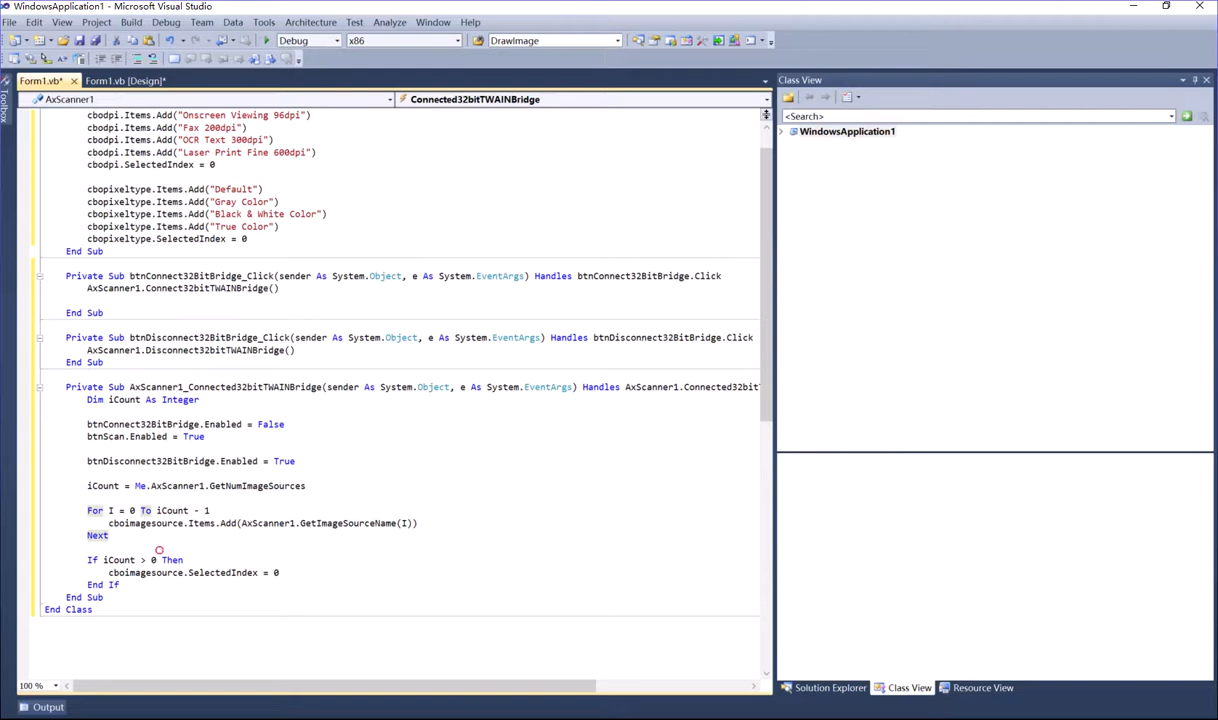 WindowsApplication1 - Microsoft Visual Studio
File Edit View Project Build Debug Team Data Tools Architecture Test Analyze Window Help
Debug x86 DrawImage
Form1.vb* Form1.vb [Design]*
Class View
Toolbox
AxScanner1 Connected32bitTWAINBridge
<Search>
WindowsApplication1
cbodpi.Items.Add("Onscreen Viewing 96dpi")
cbodpi.Items.Add("Fax 200dpi")
cbodpi.Items.Add("OCR Text 300dpi")
cbodpi.Items.Add("Laser Print Fine 600dpi")
cbodpi.SelectedIndex = 0
cbopixeltype.Items.Add("Default")
cbopixeltype.Items.Add("Gray Color")
cbopixeltype.Items.Add("Black & White Color")
cbopixeltype.Items.Add("True Color")
cbopixeltype.SelectedIndex = 0
End Sub
Private Sub btnConnect32BitBridge_Click(sender As System.Object, e As System.EventArgs) Handles btnConnect32BitBridge.Click
AxScanner1.Connect32bitTWAINBridge()
End Sub
Private Sub btnDisconnect32BitBridge_Click(sender As System.Object, e As System.EventArgs) Handles btnDisconnect32BitBridge.Click
AxScanner1.Disconnect32bitTWAINBridge()
End Sub
Private Sub AxScanner1_Connected32bitTWAINBridge(sender As System.Object, e As System.EventArgs) Handles AxScanner1.Connected32bitT
Dim iCount As Integer
btnConnect32BitBridge.Enabled = False
btnScan.Enabled = True
btnDisconnect32BitBridge.Enabled = True
iCount = Me.AxScanner1.GetNumImageSources
For I = 0 To iCount - 1
cboimagesource.Items.Add(AxScanner1.GetImageSourceName(I))
Next
If iCount > 0 Then
cboimagesource.SelectedIndex = 0
End If
End Sub
End Class
100 %
Solution Explorer Class View Resource View
Output